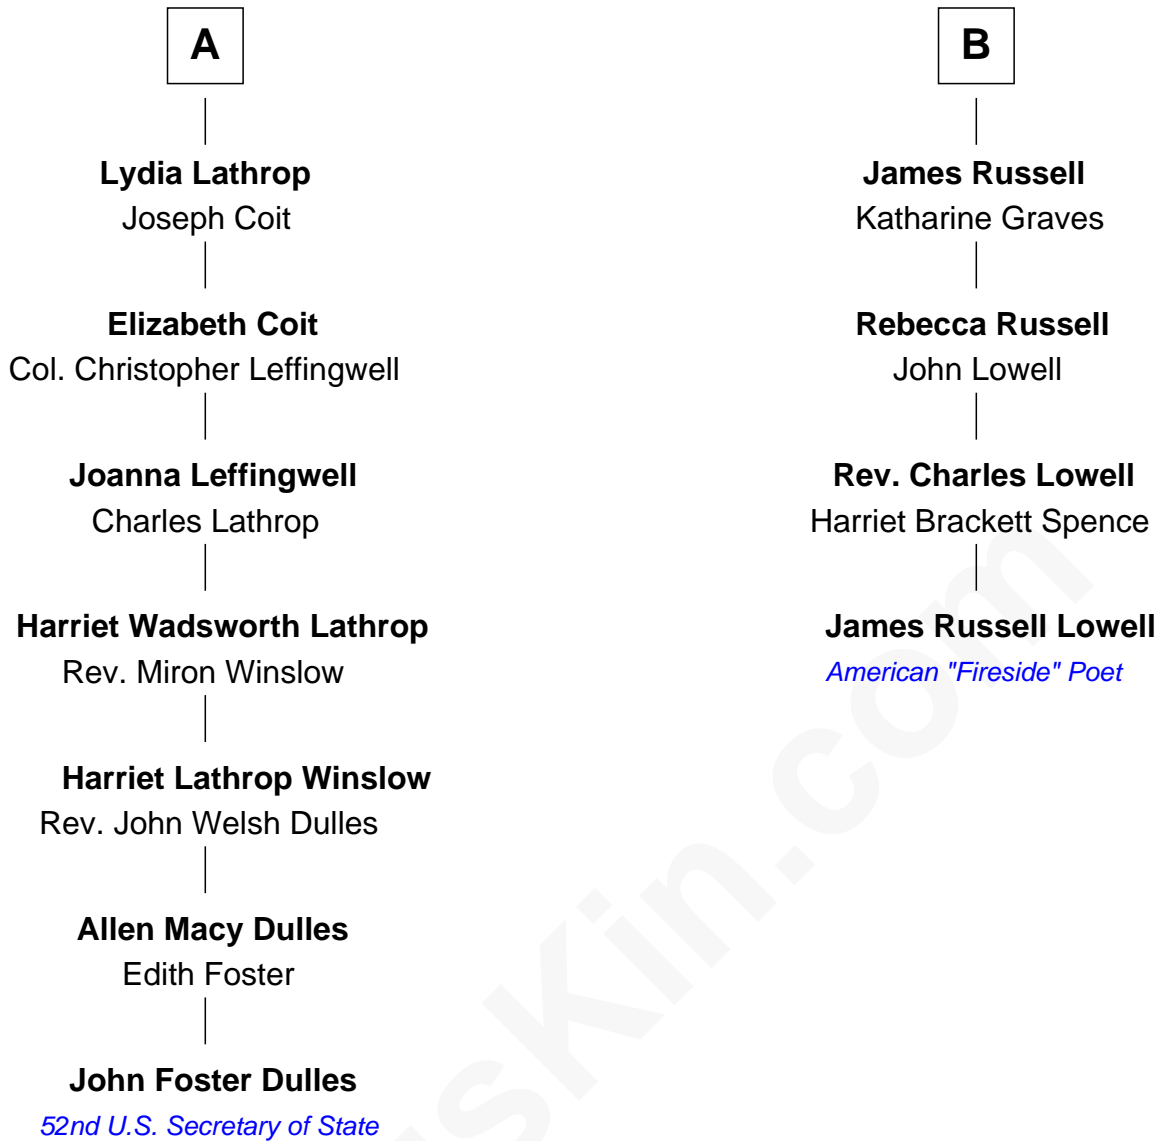 A
Lydia Lathrop
Joseph Coit
Elizabeth Coit
Col. Christopher Leffingwell
Joanna Leffingwell
Charles Lathrop
Harriet Wadsworth Lathrop
Rev. Miron Winslow
Harriet Lathrop Winslow
Rev. John Welsh Dulles
Allen Macy Dulles
Edith Foster
John Foster Dulles
52nd U.S. Secretary of State
B
James Russell
Katharine Graves
Rebecca Russell
John Lowell
Rev. Charles Lowell
Harriet Brackett Spence
James Russell Lowell
American "Fireside" Poet
usKin.com